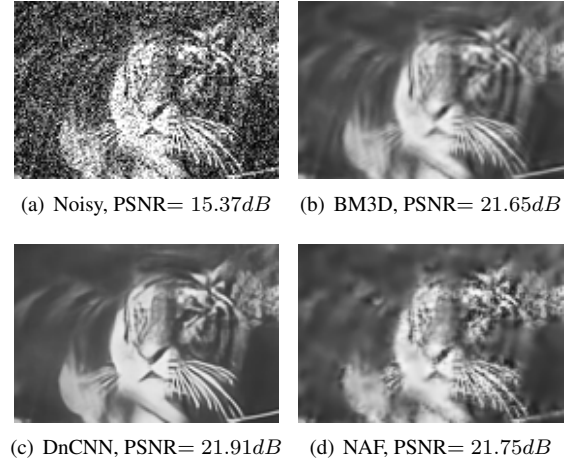 (a) Noisy, PSNR= 15.37dB
(b) BM3D, PSNR= 21.65dB
(c) DnCNN, PSNR= 21.91dB
(d) NAF, PSNR= 21.75dB